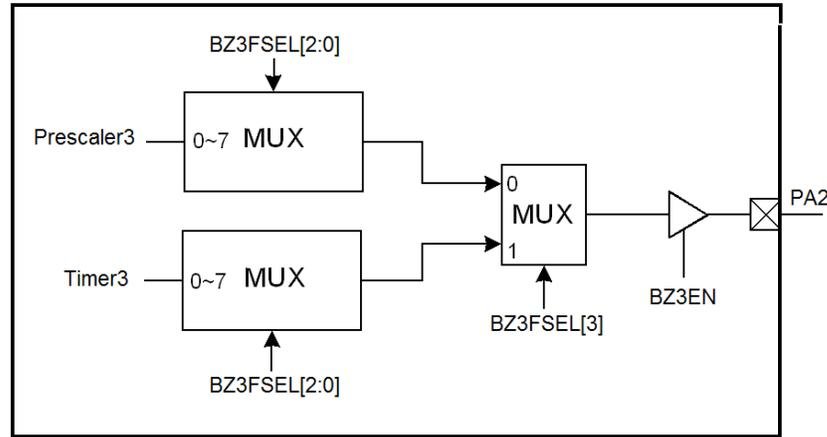 BZ3FSEL[2:0]
Prescaler3
0~7 MUX
0
MUX
1
PA2
Timer3
0~7 MUX
BZ3EN
BZ3FSEL[3]
BZ3FSEL[2:0]